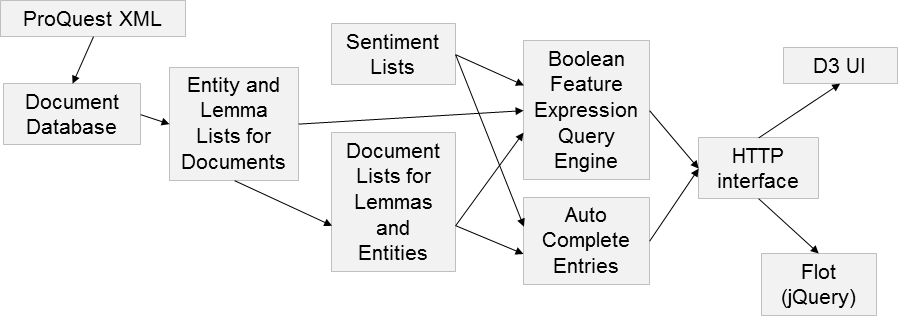 ProQuest XML
Document
Database
Entity and
Lemma
Lists for
Documents
Sentiment
Lists
Document
Lists for
Lemmas
and
Entities
Boolean
Feature
Expression
Query
Engine
Auto
Complete
Entries
HTTP
interface
D3 UI
Flot
(jQuery)